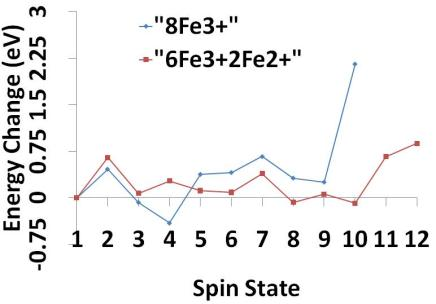 Energy Change (eV)
3
2.25
1.5
0.75
0
-0.75
"8Fe3+"
"6Fe3+2Fe2+"
1 2 3 4 5 6 7 8 9 10 11 12
Spin State